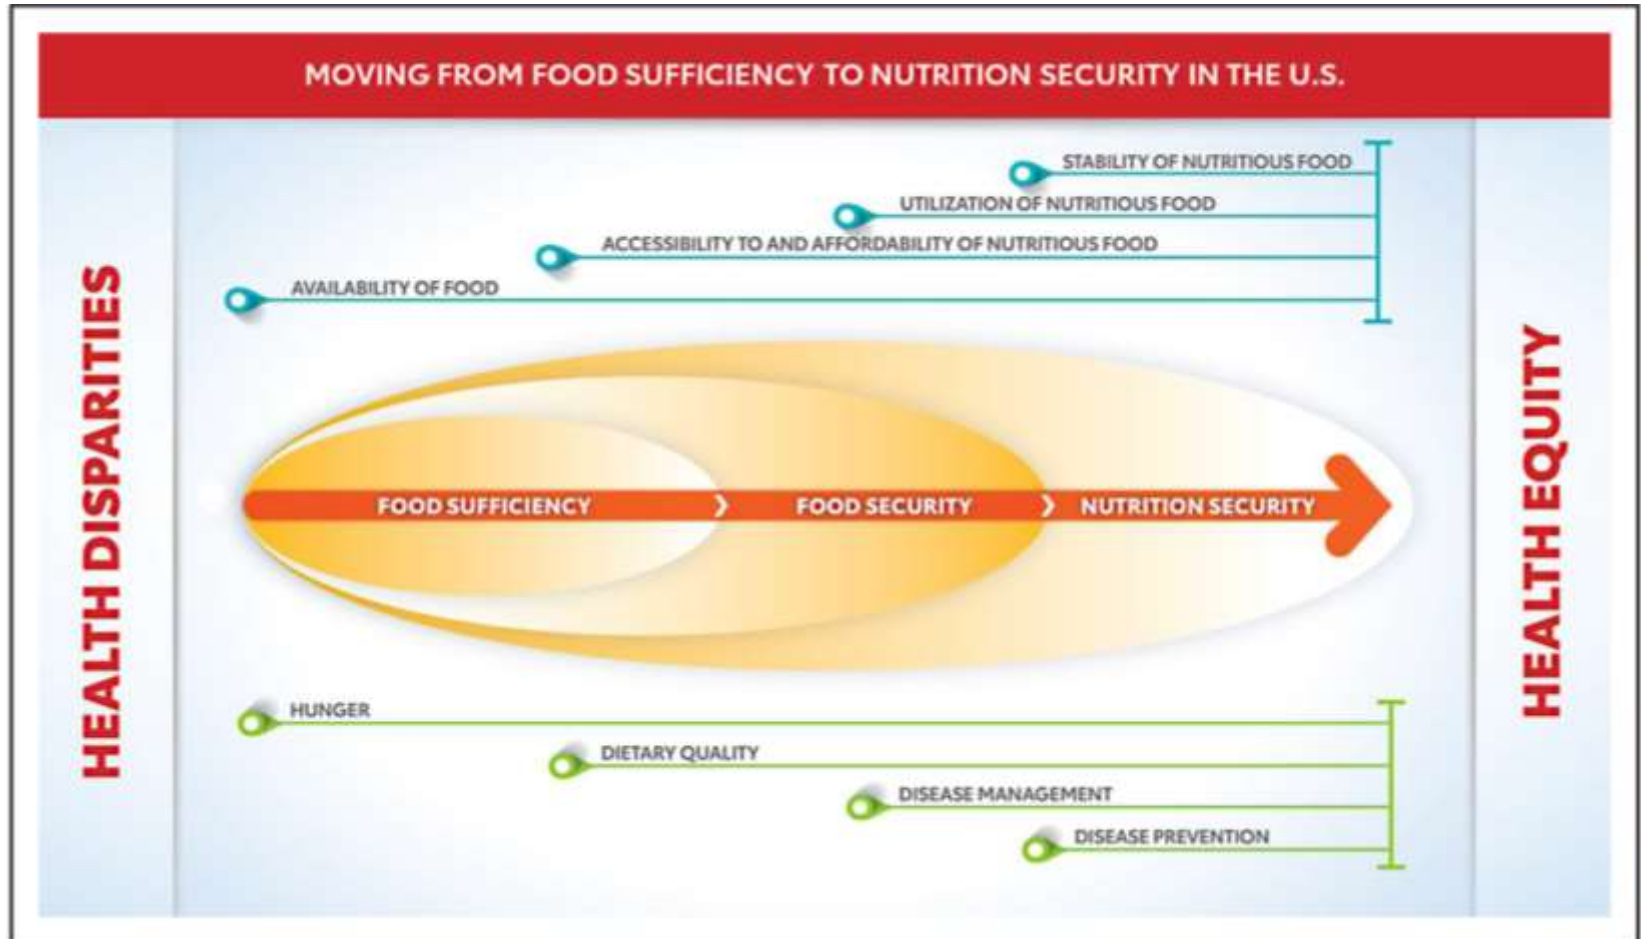 MOVING FROM FOOD SUFFICIENCY TO NUTRITION SECURITY IN THE U.S.
HEALTH DISPARITIES
STABILITY OF NUTRITIOUS FOOD
UTILIZATION OF NUTRITIOUS FOOD
ACCESSIBILITY TO AND AFFORDABILITY OF NUTRITIOUS FOOD
AVAILABILITY OF FOOD
FOOD SUFFICIENCY
FOOD SECURITY
NUTRITION SECURITY
HUNGER
DIETARY QUALITY
DISEASE MANAGEMENT
DISEASE PREVENTION
HEALTH EQUITY